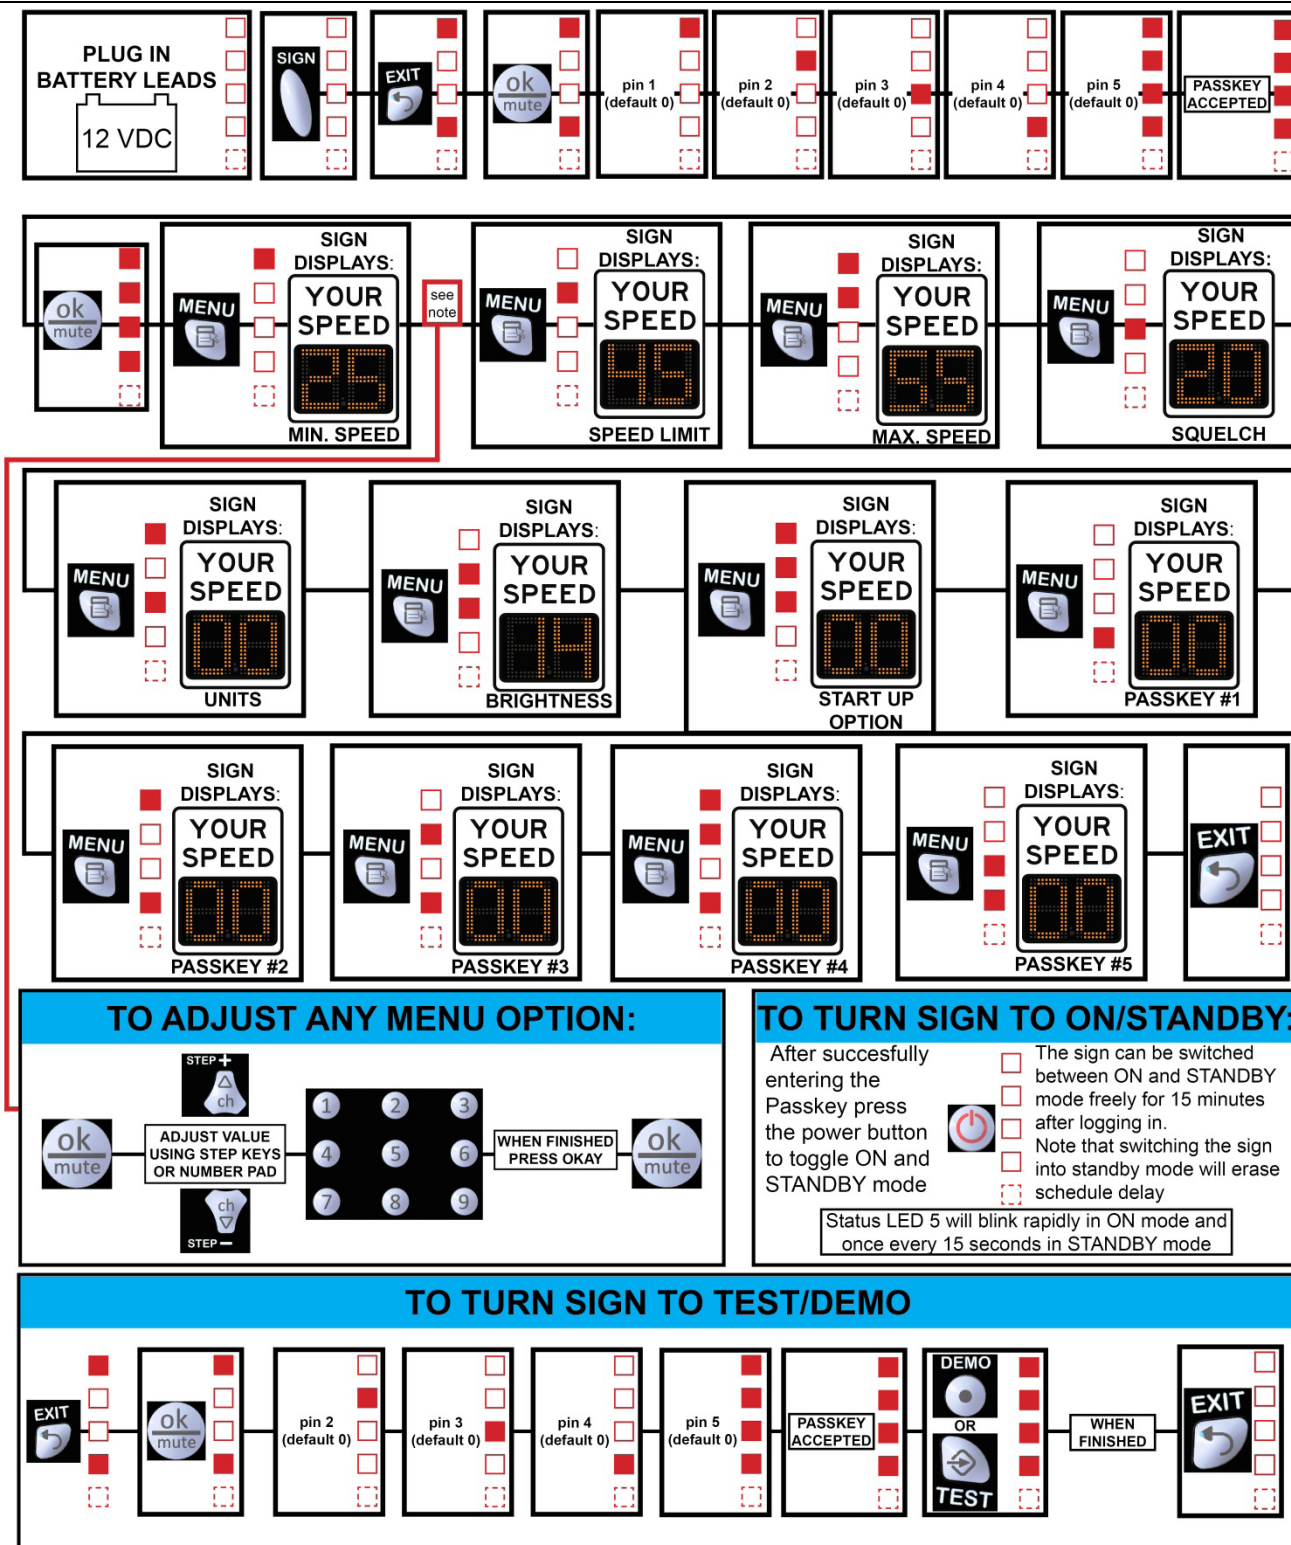 PLUG IN
BATTERY LEADS
12 VDC
SIGN
EXIT
ok
mute
pin 1
(default 0)
pin 2
(default 0)
pin 3
(default 0)
pin 4
(default 0)
pin 5
(default 0)
PASSKEY
ACCEPTED
ok
mute
MENU
SIGN
DISPLAYS:
YOUR
SPEED
25
MIN. SPEED
see
note
MENU
SIGN
DISPLAYS:
YOUR
SPEED
45
SPEED LIMIT
MENU
SIGN
DISPLAYS:
YOUR
SPEED
55
MAX. SPEED
MENU
SIGN
DISPLAYS:
YOUR
SPEED
20
SQUELCH
MENU
SIGN
DISPLAYS:
YOUR
SPEED
00
UNITS
MENU
SIGN
DISPLAYS:
YOUR
SPEED
14
BRIGHTNESS
MENU
SIGN
DISPLAYS:
YOUR
SPEED
00
START UP
OPTION
MENU
SIGN
DISPLAYS:
YOUR
SPEED
00
PASSKEY #1
MENU
SIGN
DISPLAYS:
YOUR
SPEED
00
PASSKEY #2
MENU
SIGN
DISPLAYS:
YOUR
SPEED
00
PASSKEY #3
MENU
SIGN
DISPLAYS:
YOUR
SPEED
00
PASSKEY #4
MENU
SIGN
DISPLAYS:
YOUR
SPEED
00
PASSKEY #5
EXIT
TO ADJUST ANY MENU OPTION:
ok
mute
STEP +
ch
ADJUST VALUE
USING STEP KEYS
OR NUMBER PAD
ch
STEP −
1 2 3
4 5 6
7 8 9
WHEN FINISHED
PRESS OKAY
ok
mute
TO TURN SIGN TO ON/STANDBY:
After succesfully
entering the
Passkey press
the power button
to toggle ON and
STANDBY mode
The sign can be switched
between ON and STANDBY
mode freely for 15 minutes
after logging in.
Note that switching the sign
into standby mode will erase
schedule delay
Status LED 5 will blink rapidly in ON mode and
once every 15 seconds in STANDBY mode
TO TURN SIGN TO TEST/DEMO
EXIT
ok
mute
pin 2
(default 0)
pin 3
(default 0)
pin 4
(default 0)
pin 5
(default 0)
PASSKEY
ACCEPTED
DEMO
OR
TEST
WHEN
FINISHED
EXIT